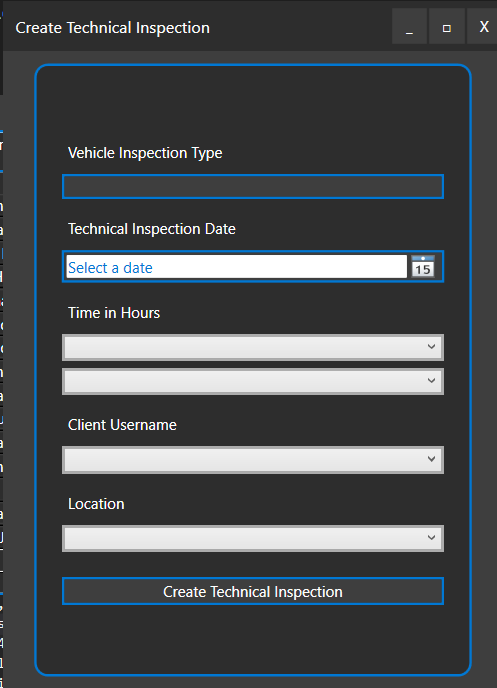 Create Technical Inspection
_ □ X
Vehicle Inspection Type
Technical Inspection Date
Select a date
15
Time in Hours
Client Username
Location
Create Technical Inspection